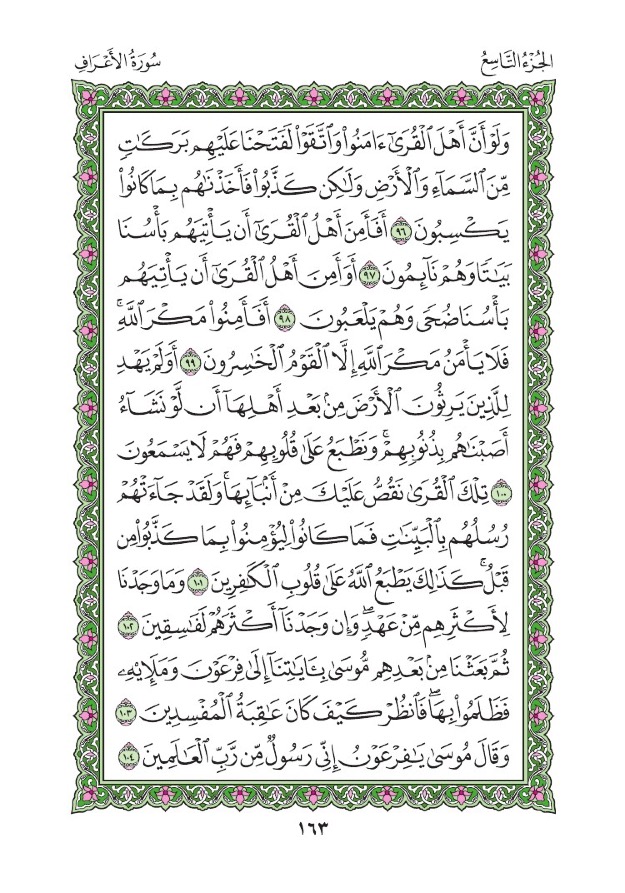 الجُزْءُ التَّاسِعُ
سُورَةُ الأَعْرَافِ
وَلَوْ أَنَّ أَهْلَ ٱلْقُرَىٰٓ ءَامَنُوا۟ وَٱتَّقَوْا۟ لَفَتَحْنَا عَلَيْهِم بَرَكَٰتٍ
مِّنَ ٱلسَّمَآءِ وَٱلْأَرْضِ وَلَٰكِن كَذَّبُوا۟ فَأَخَذْنَٰهُم بِمَا كَانُوا۟
يَكْسِبُونَ ٩٦ أَفَأَمِنَ أَهْلُ ٱلْقُرَىٰٓ أَن يَأْتِيَهُم بَأْسُنَا
بَيَٰتًا وَهُمْ نَآئِمُونَ ٩٧ أَوَأَمِنَ أَهْلُ ٱلْقُرَىٰٓ أَن يَأْتِيَهُم
بَأْسُنَا ضُحًى وَهُمْ يَلْعَبُونَ ٩٨ أَفَأَمِنُوا۟ مَكْرَ ٱللَّهِ ۚ
فَلَا يَأْمَنُ مَكْرَ ٱللَّهِ إِلَّا ٱلْقَوْمُ ٱلْخَٰسِرُونَ ٩٩ أَوَلَمْ يَهْدِ
لِلَّذِينَ يَرِثُونَ ٱلْأَرْضَ مِنۢ بَعْدِ أَهْلِهَآ أَن لَّوْ نَشَآءُ
أَصَبْنَٰهُم بِذُنُوبِهِمْ ۚ وَنَطْبَعُ عَلَىٰ قُلُوبِهِمْ فَهُمْ لَا يَسْمَعُونَ
١٠٠ تِلْكَ ٱلْقُرَىٰ نَقُصُّ عَلَيْكَ مِنْ أَنۢبَآئِهَا ۚ وَلَقَدْ جَآءَتْهُمْ
رُسُلُهُم بِٱلْبَيِّنَٰتِ فَمَا كَانُوا۟ لِيُؤْمِنُوا۟ بِمَا كَذَّبُوا۟ مِن
قَبْلُ ۚ كَذَٰلِكَ يَطْبَعُ ٱللَّهُ عَلَىٰ قُلُوبِ ٱلْكَٰفِرِينَ ١٠١ وَمَا وَجَدْنَا
لِأَكْثَرِهِم مِّنْ عَهْدٍ ۖ وَإِن وَجَدْنَآ أَكْثَرَهُمْ لَفَٰسِقِينَ ١٠٢
ثُمَّ بَعَثْنَا مِنۢ بَعْدِهِم مُّوسَىٰ بِـَٔايَٰتِنَآ إِلَىٰ فِرْعَوْنَ وَمَلَإِي۟هِۦ
فَظَلَمُوا۟ بِهَا ۖ فَٱنظُرْ كَيْفَ كَانَ عَٰقِبَةُ ٱلْمُفْسِدِينَ ١٠٣
وَقَالَ مُوسَىٰ يَٰفِرْعَوْنُ إِنِّى رَسُولٌ مِّن رَّبِّ ٱلْعَٰلَمِينَ ١٠٤
١٦٣